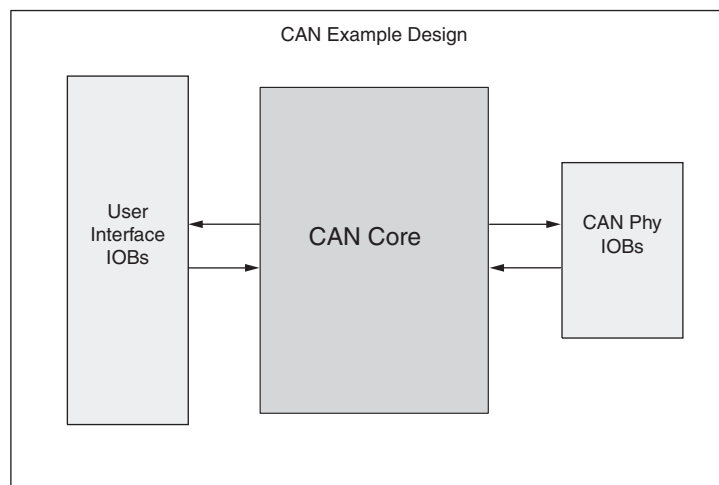 CAN Example Design
User
Interface
IOBs
CAN Core
CAN Phy
IOBs